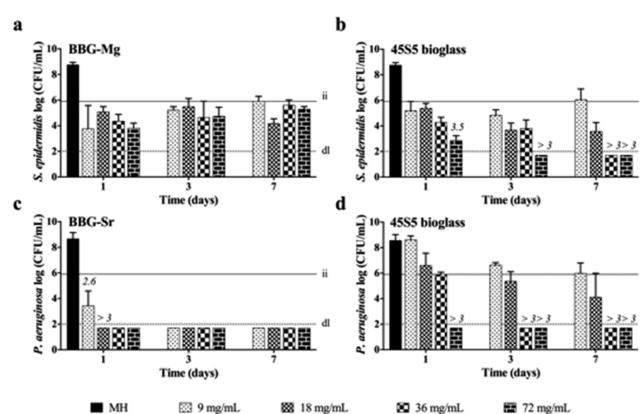 a
BBG-Mg
S. epidermidis log (CFU/mL)
10
8
6
4
2
0
ii
dl
1
3
7
Time (days)
b
45S5 bioglass
S. epidermidis log (CFU/mL)
10
8
6
4
2
0
3.5
> 3
> 3 > 3
ii
dl
1
3
7
Time (days)
c
BBG-Sr
P. aeruginosa log (CFU/mL)
10
8
6
4
2
0
2.6
> 3
ii
dl
1
3
7
Time (days)
d
45S5 bioglass
P. aeruginosa log (CFU/mL)
10
8
6
4
2
0
> 3
> 3 > 3
> 3 > 3
ii
dl
1
3
7
Time (days)
MH 9 mg/mL 18 mg/mL 36 mg/mL 72 mg/mL